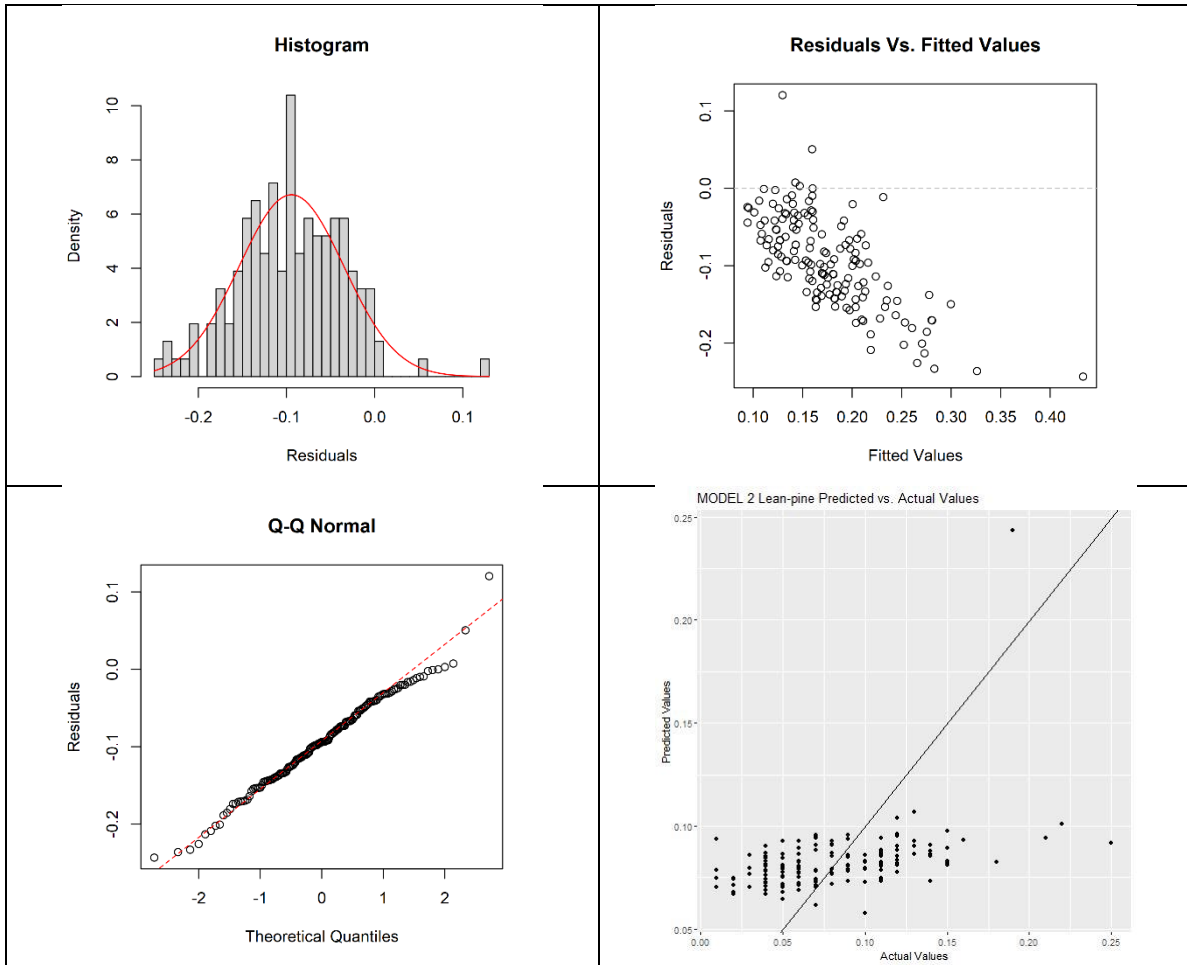 Histogram
Density
10
8
6
4
2
0
-0.2 -0.1 0.0 0.1
Residuals
Residuals Vs. Fitted Values
Residuals
0.1
0.0
-0.1
-0.2
0.10 0.15 0.20 0.25 0.30 0.35 0.40
Fitted Values
Q-Q Normal
Residuals
0.1
0.0
-0.1
-0.2
-2 -1 0 1 2
Theoretical Quantiles
MODEL 2 Lean-pine Predicted vs. Actual Values
Predicted Values
0.25
0.20
0.15
0.10
0.05
0.00 0.05 0.10 0.15 0.20 0.25
Actual Values